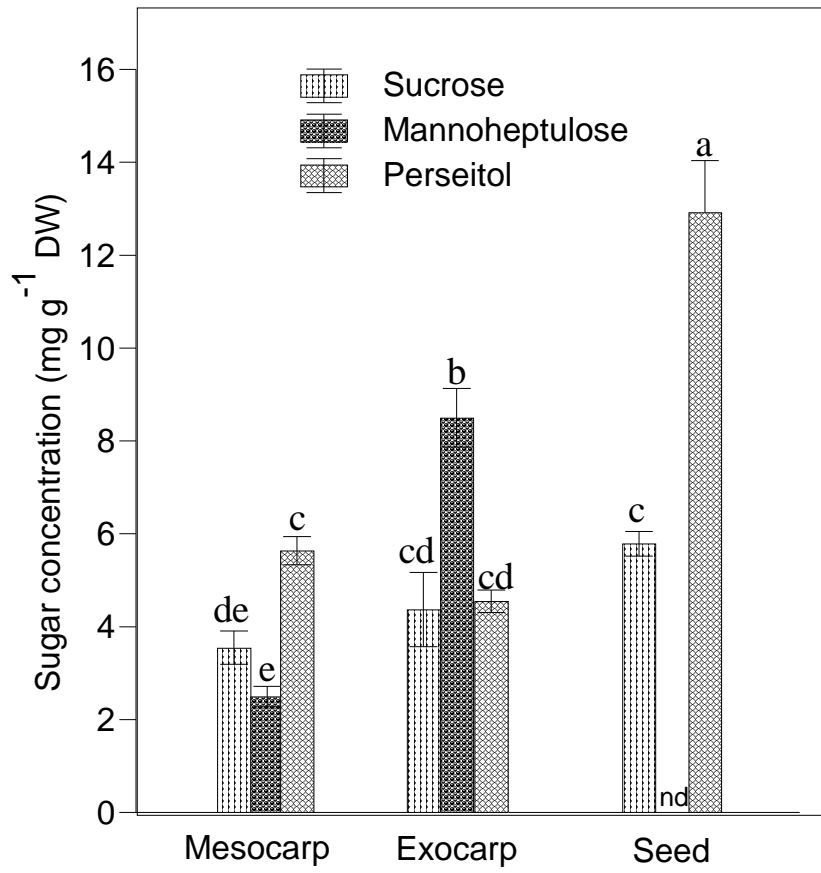 16
14
12
10
8
6
4
2
0
Sugar concentration (mg g⁻¹ DW)
Sucrose
Mannoheptulose
Perseitol
de
e
c
cd
b
cd
c
nd
a
Mesocarp Exocarp Seed